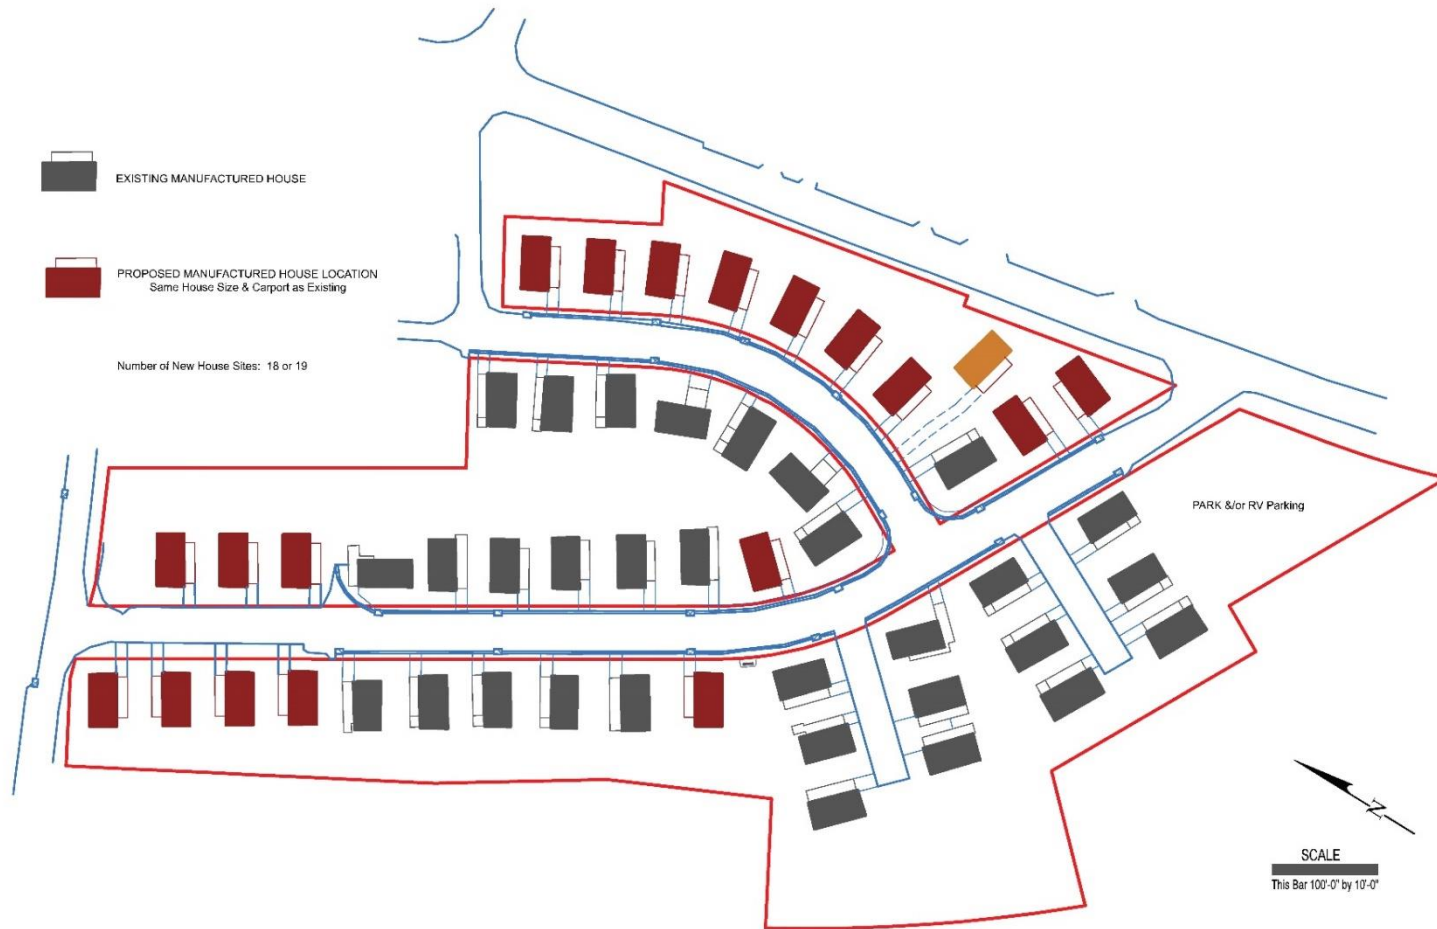 EXISTING MANUFACTURED HOUSE
PROPOSED MANUFACTURED HOUSE LOCATION
Same House Size & Carport as Existing
Number of New House Sites: 18 or 19
PARK &/or RV Parking
N
SCALE
This Bar 100'-0" by 10'-0"